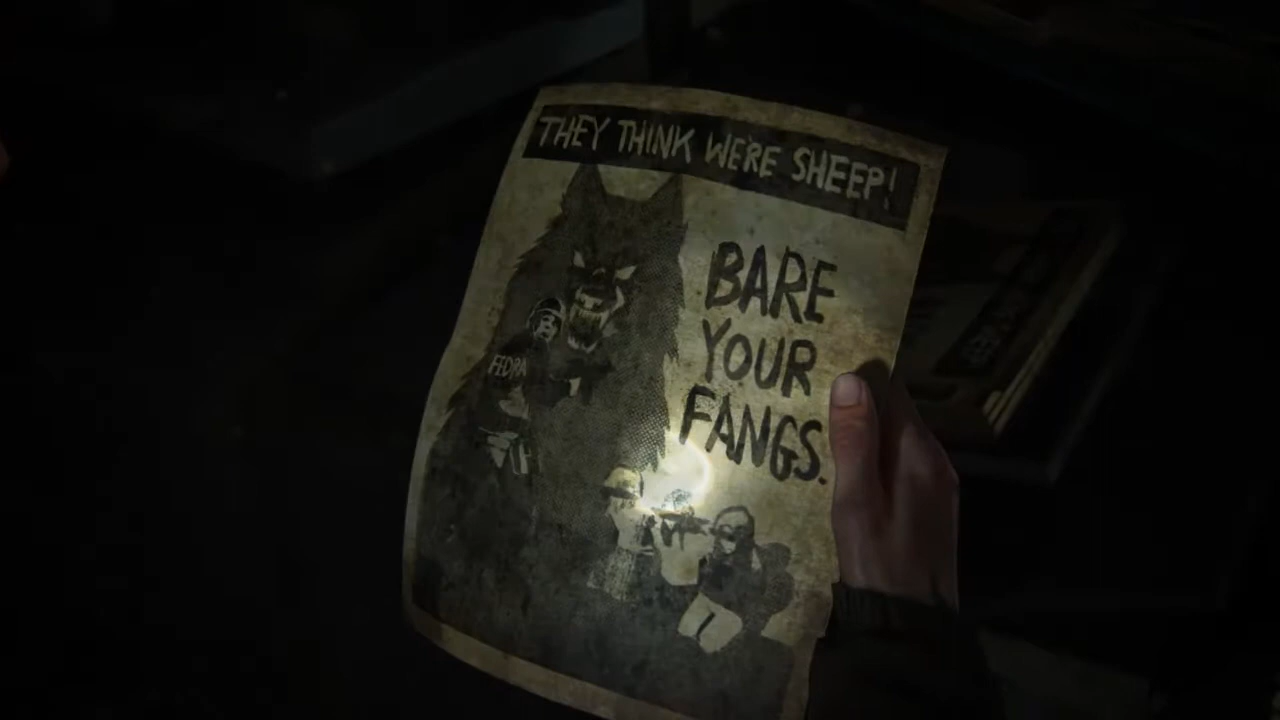 THEY THINK WE'RE SHEEP!
BARE
YOUR
FANGS.
FEDRA